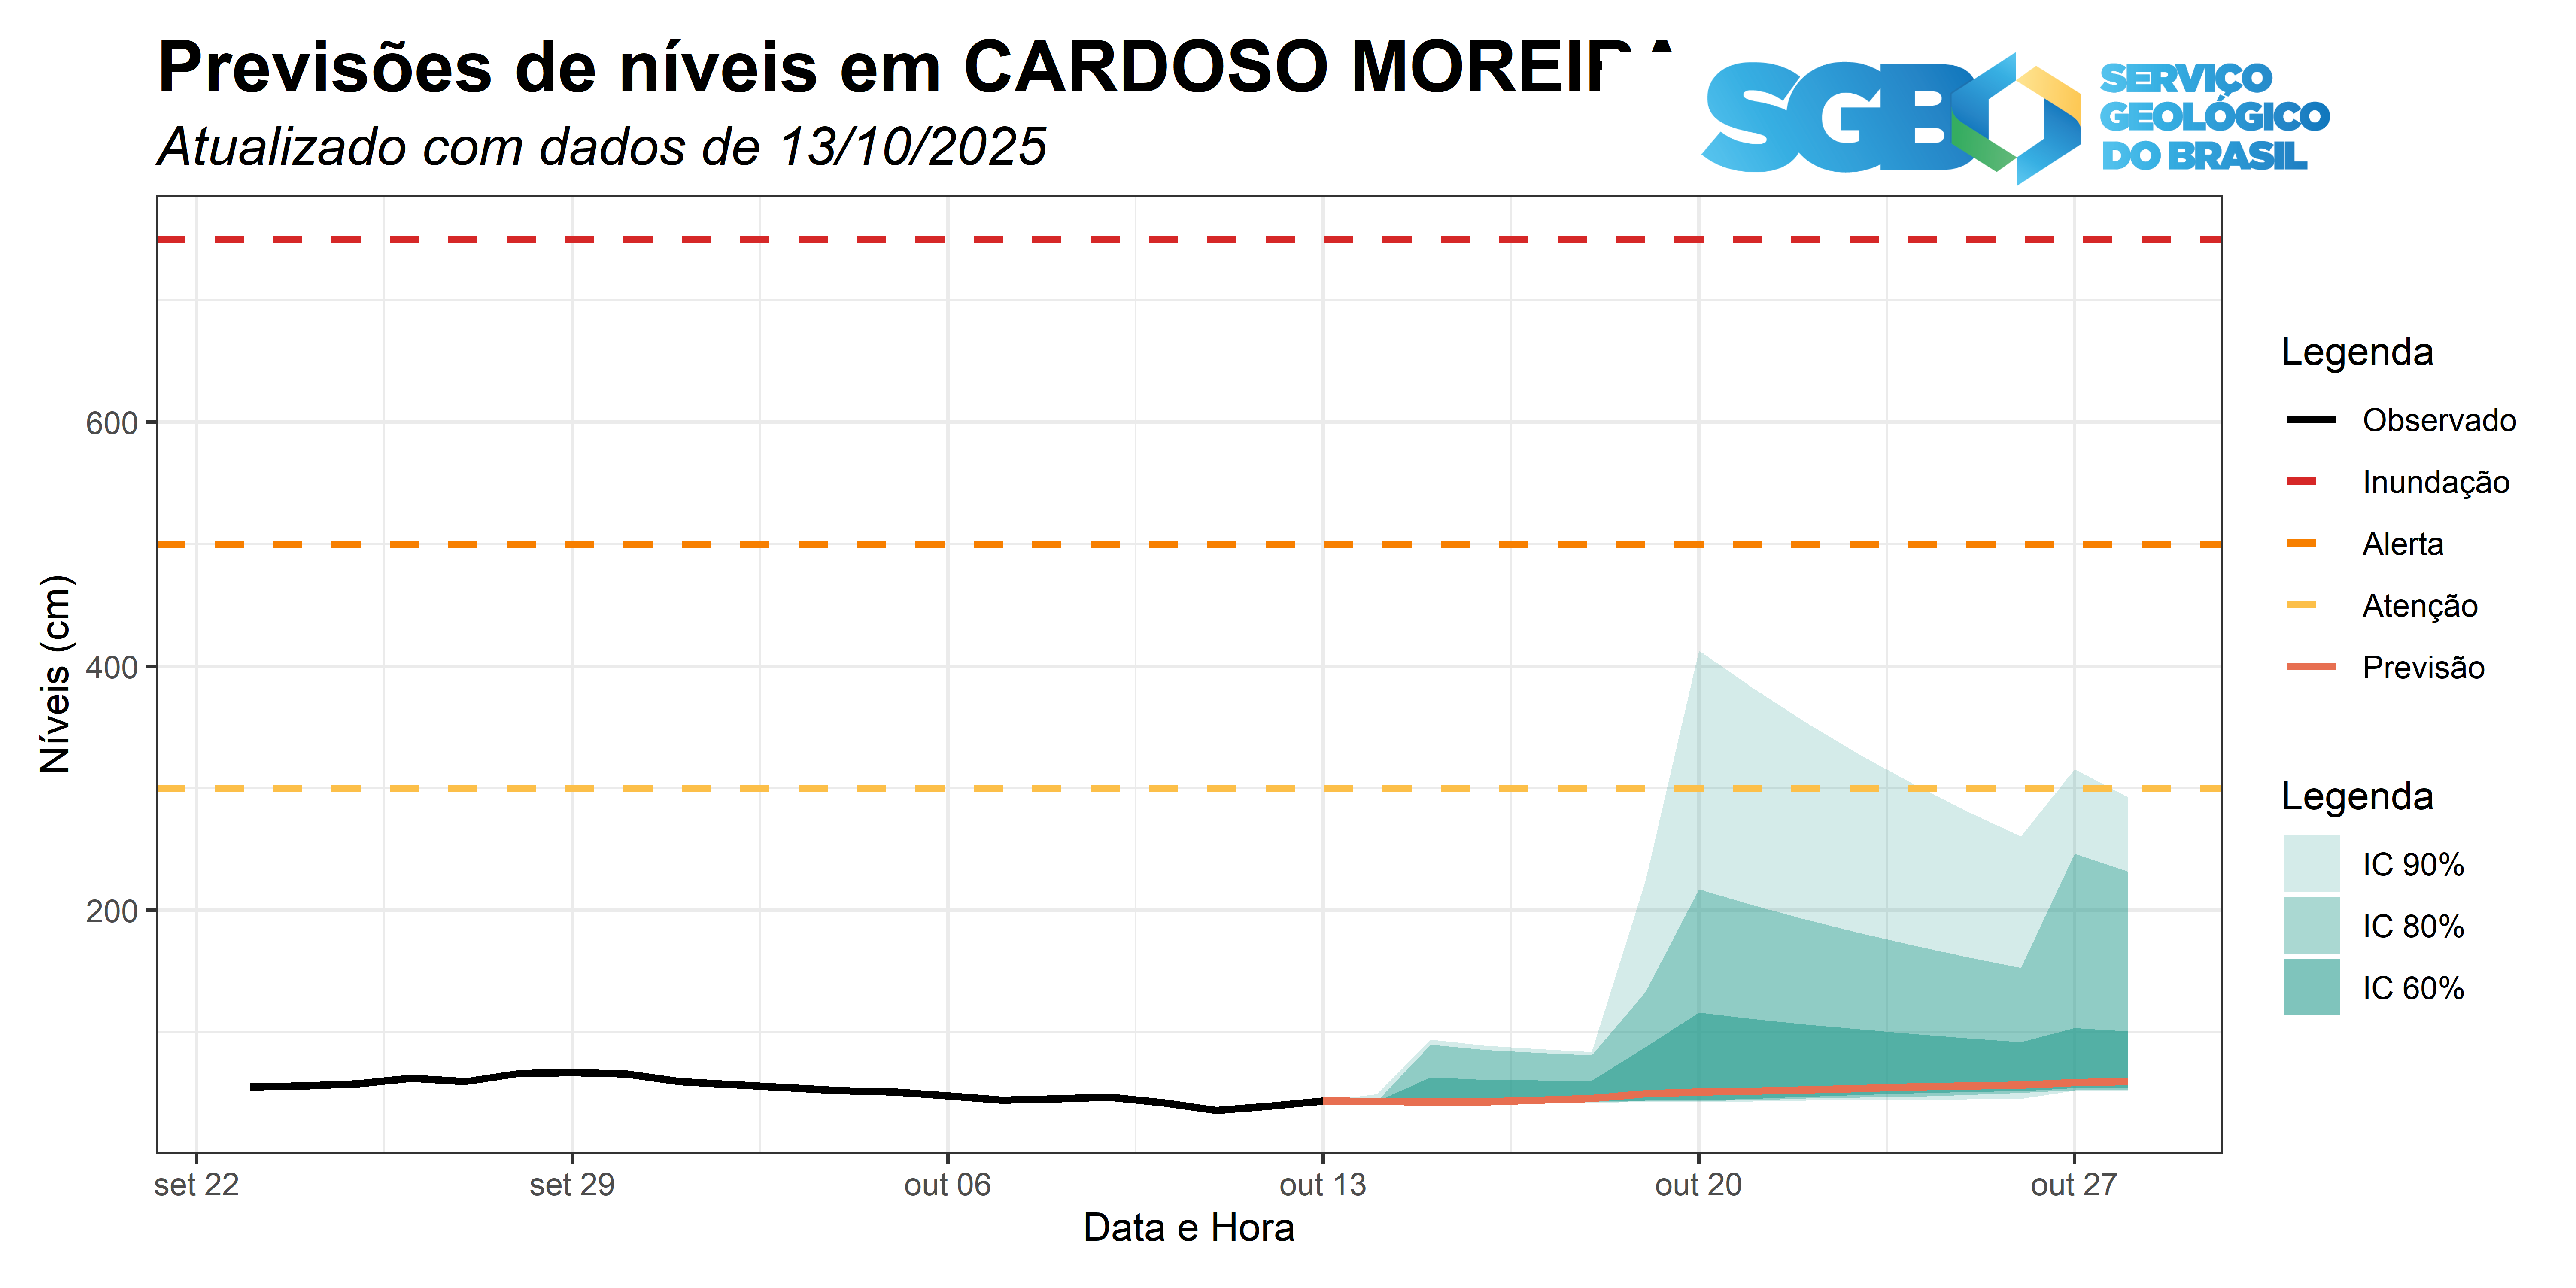 Previsões de níveis em CARDOSO MOREIRA
Atualizado com dados de 13/10/2025
SGB
SERVIÇO
GEOLÓGICO
DO BRASIL
Níveis (cm)
600
400
200
set 22
set 29
out 06
out 13
out 20
out 27
Data e Hora
Legenda
Observado
Inundação
Alerta
Atenção
Previsão
Legenda
IC 90%
IC 80%
IC 60%